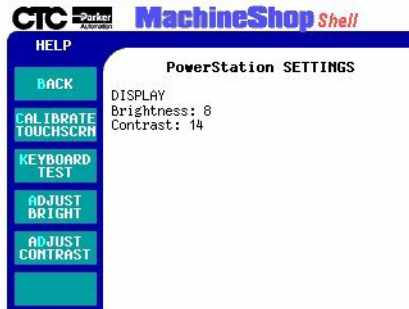 CTC Parker Automation MachineShop Shell
HELP
PowerStation SETTINGS
BACK
DISPLAY
Brightness: 8
Contrast: 14
CALIBRATE
TOUCHSCRN
KEYBOARD
TEST
ADJUST
BRIGHT
ADJUST
CONTRAST